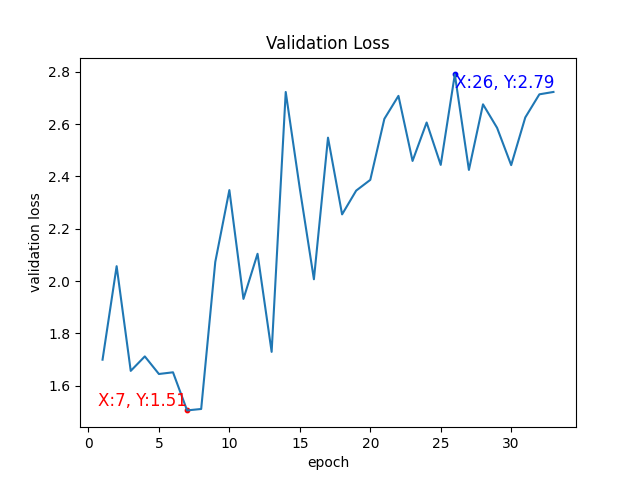 Validation Loss
validation loss
2.8
2.6
2.4
2.2
2.0
1.8
1.6
X:26, Y:2.79
X:7, Y:1.51
0 5 10 15 20 25 30
epoch